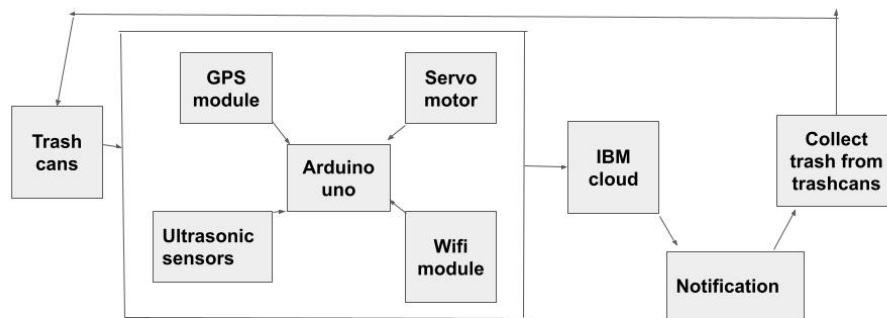 GPS
module
Servo
motor
Trash
cans
Arduino
uno
IBM
cloud
Collect
trash from
trashcans
Ultrasonic
sensors
Wifi
module
Notification